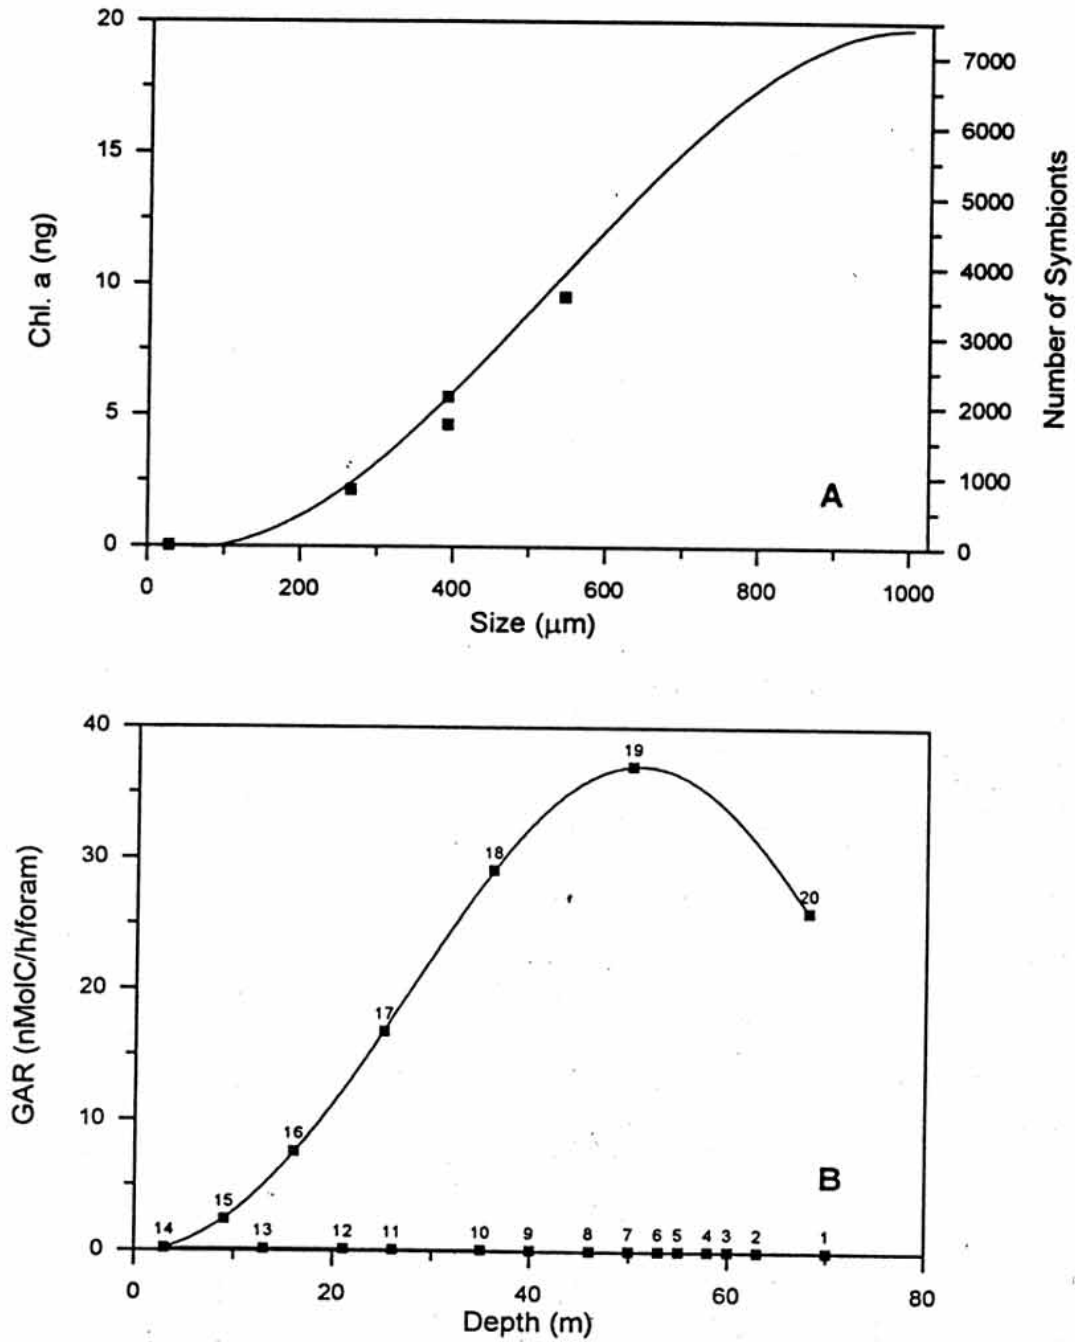 20
15
10
5
0
Chl. a (ng)
7000
6000
5000
4000
3000
2000
1000
0
Number of Symbionts
A
0 200 400 600 800 1000
Size (μm)
40
30
20
10
0
GAR (nMolC/h/foram)
19
18
20
17
16
15
14 13 12 11 10 9 8 7 6 5 4 3 2 1
B
0 20 40 60 80
Depth (m)